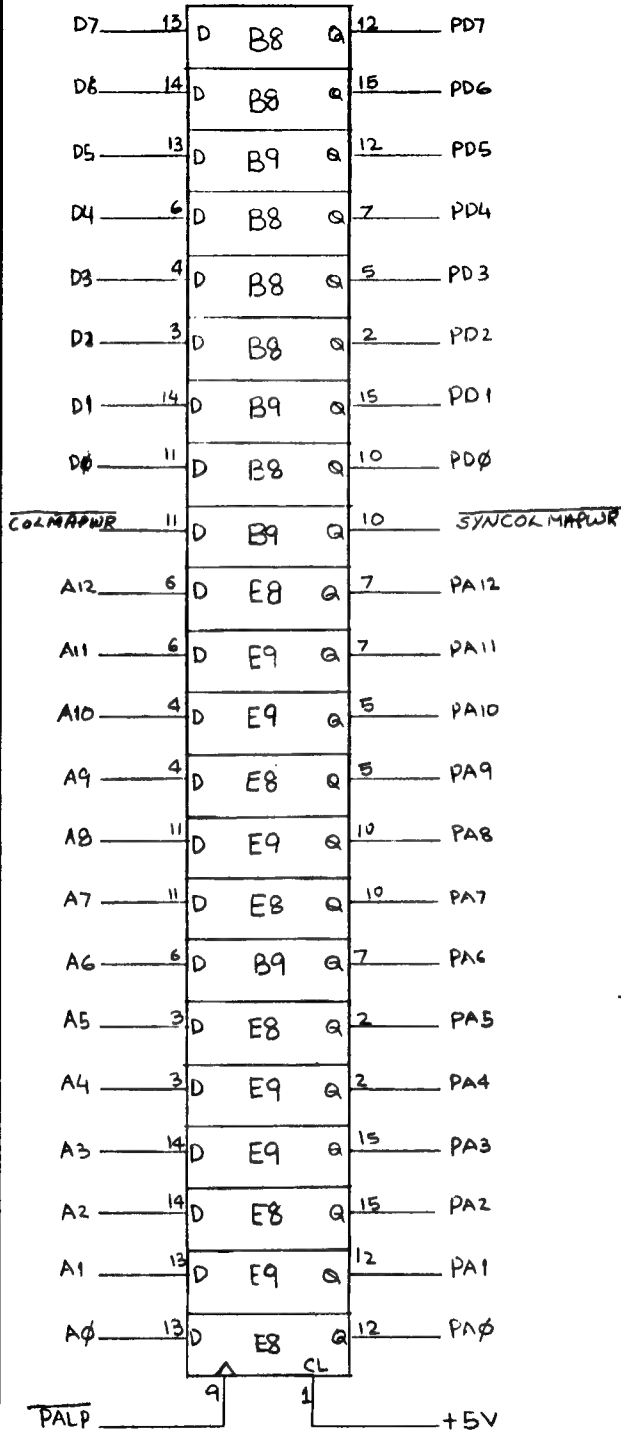 D7 13 D B8 Q 12 PD7
D6 14 D B8 Q 15 PD6
D5 13 D B9 Q 12 PD5
D4 6 D B8 Q 7 PD4
D3 4 D B8 Q 5 PD3
D2 3 D B8 Q 2 PD2
D1 14 D B9 Q 15 PD1
DØ 11 D B8 Q 10 PDØ
COLMAPWR 11 D B9 Q 10 SYNCOLMAPWR
A12 6 D E8 Q 7 PA12
A11 6 D E9 Q 7 PA11
A10 4 D E9 Q 5 PA10
A9 4 D E8 Q 5 PA9
A8 11 D E9 Q 10 PA8
A7 11 D E8 Q 10 PA7
A6 6 D B9 Q 7 PA6
A5 3 D E8 Q 2 PA5
A4 3 D E9 Q 2 PA4
A3 14 D E9 Q 15 PA3
A2 14 D E8 Q 15 PA2
A1 13 D E9 Q 12 PA1
AØ 13 D E8 Q 12 PAØ
CL
9 1
PALP +5V